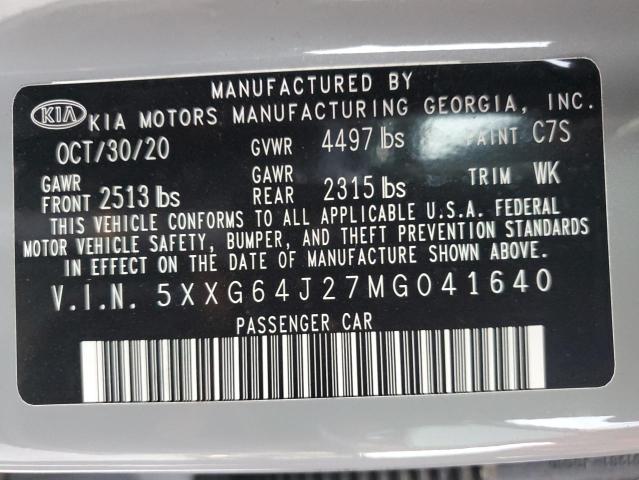 MANUFACTURED BY
KIA KIA MOTORS MANUFACTURING GEORGIA, INC.
OCT/30/20 GVWR 4497 lbs PAINT C7S
GAWR FRONT 2513 lbs GAWR REAR 2315 lbs TRIM WK
THIS VEHICLE CONFORMS TO ALL APPLICABLE U.S.A. FEDERAL
MOTOR VEHICLE SAFETY, BUMPER, AND THEFT PREVENTION STANDARDS
IN EFFECT ON THE DATE OF MANUFACTURE SHOWN ABOVE.
V.I.N. 5XXG64J27MG041640
PASSENGER CAR